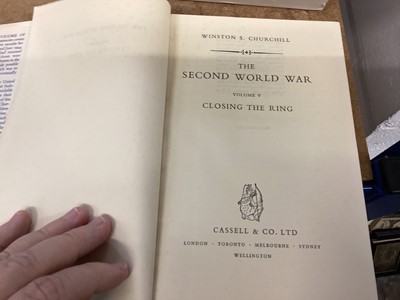 WINSTON S. CHURCHILL
THE
SECOND WORLD WAR
VOLUME V
CLOSING THE RING
CASSELL & CO. LTD
LONDON · TORONTO · MELBOURNE · SYDNEY
WELLINGTON